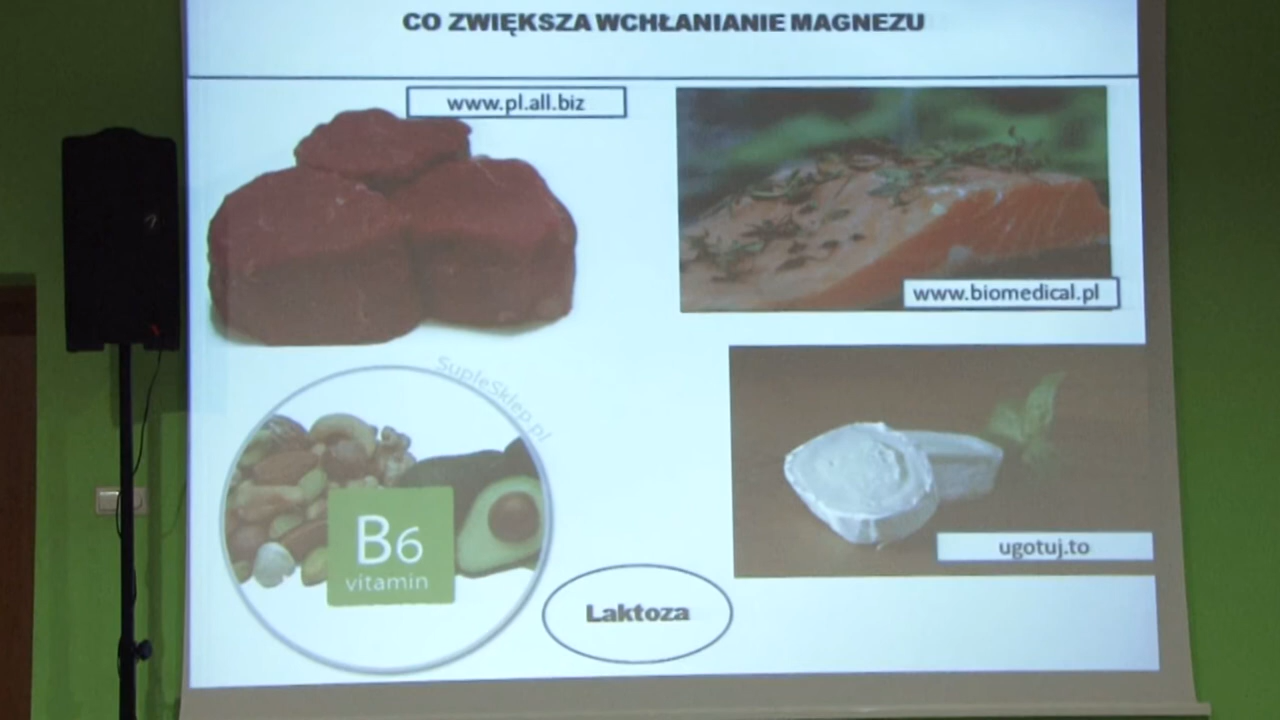 CO ZWIĘKSZA WCHŁANIANIE MAGNEZU
www.pl.all.biz
www.biomedical.pl
SupleSklep.pl
B6
vitamin
ugotuj.to
Laktoza